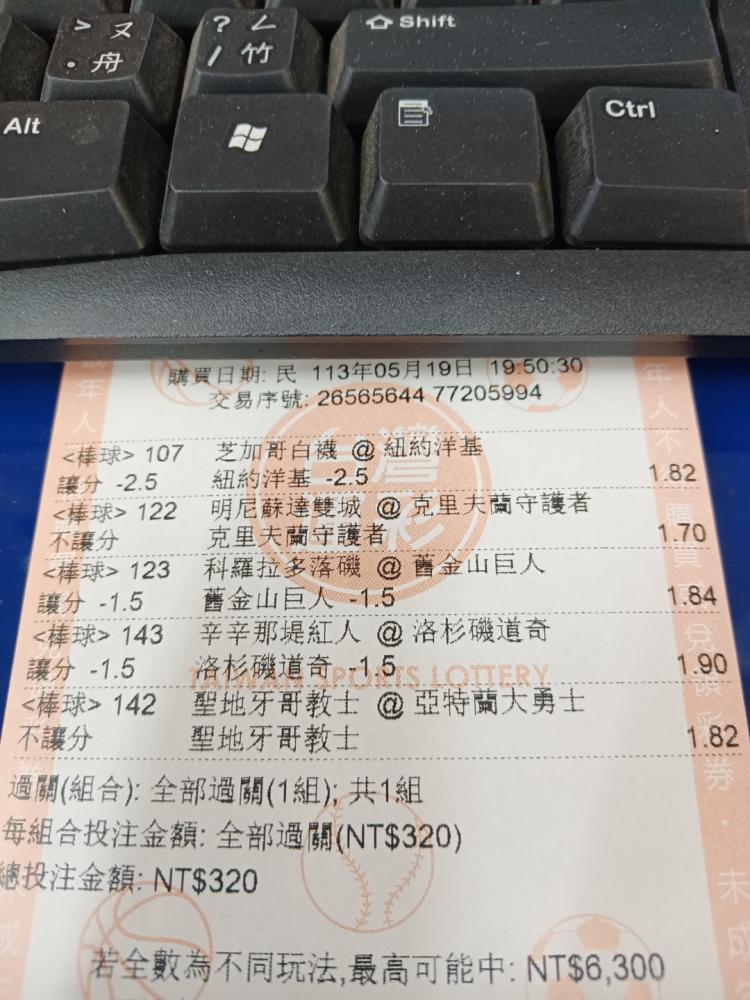 > ㄡ
. 舟
? ㄥ
/ 竹
Shift
Alt
Ctrl
購買日期: 民 113年05月19日 19:50:30
交易序號: 26565644 77205994
<棒球> 107 芝加哥白襪 @ 紐約洋基
讓分 -2.5 紐約洋基 -2.5 1.82
<棒球> 122 明尼蘇達雙城 @ 克里夫蘭守護者
不讓分 克里夫蘭守護者 1.70
<棒球> 123 科羅拉多落磯 @ 舊金山巨人
讓分 -1.5 舊金山巨人 -1.5 1.84
<棒球> 143 辛辛那堤紅人 @ 洛杉磯道奇
讓分 -1.5 洛杉磯道奇 -1.5 1.90
TAIWAN SPORTS LOTTERY
<棒球> 142 聖地牙哥教士 @ 亞特蘭大勇士
不讓分 聖地牙哥教士 1.82
過關(組合): 全部過關(1組); 共1組
每組合投注金額: 全部過關(NT$320)
總投注金額: NT$320
若全數為不同玩法,最高可能中: NT$6,300